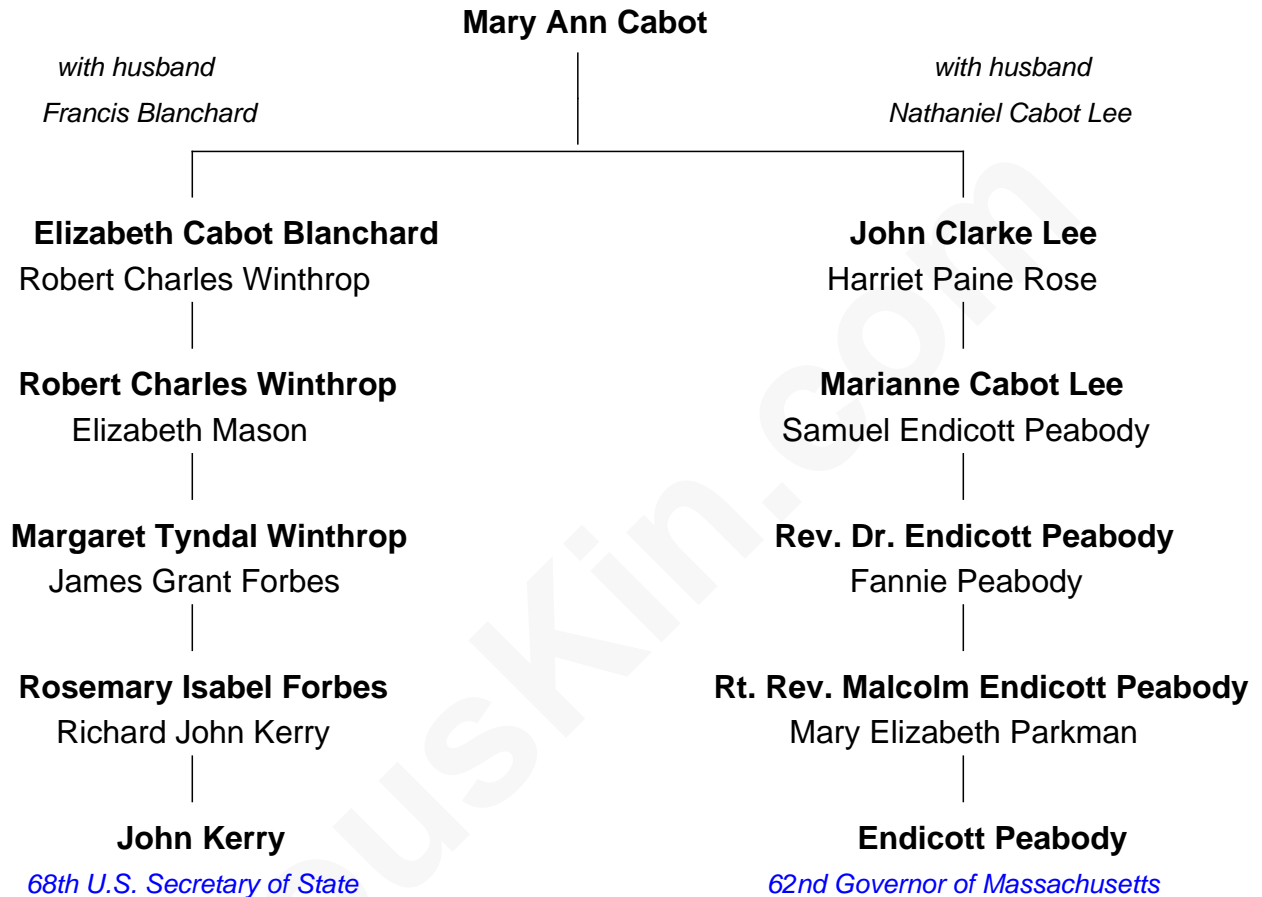 Mary Ann Cabot
with husband
Francis Blanchard
with husband
Nathaniel Cabot Lee
Elizabeth Cabot Blanchard
Robert Charles Winthrop
John Clarke Lee
Harriet Paine Rose
Robert Charles Winthrop
Elizabeth Mason
Marianne Cabot Lee
Samuel Endicott Peabody
Margaret Tyndal Winthrop
James Grant Forbes
Rev. Dr. Endicott Peabody
Fannie Peabody
Rosemary Isabel Forbes
Richard John Kerry
Rt. Rev. Malcolm Endicott Peabody
Mary Elizabeth Parkman
John Kerry
68th U.S. Secretary of State
Endicott Peabody
62nd Governor of Massachusetts
ousKin.com